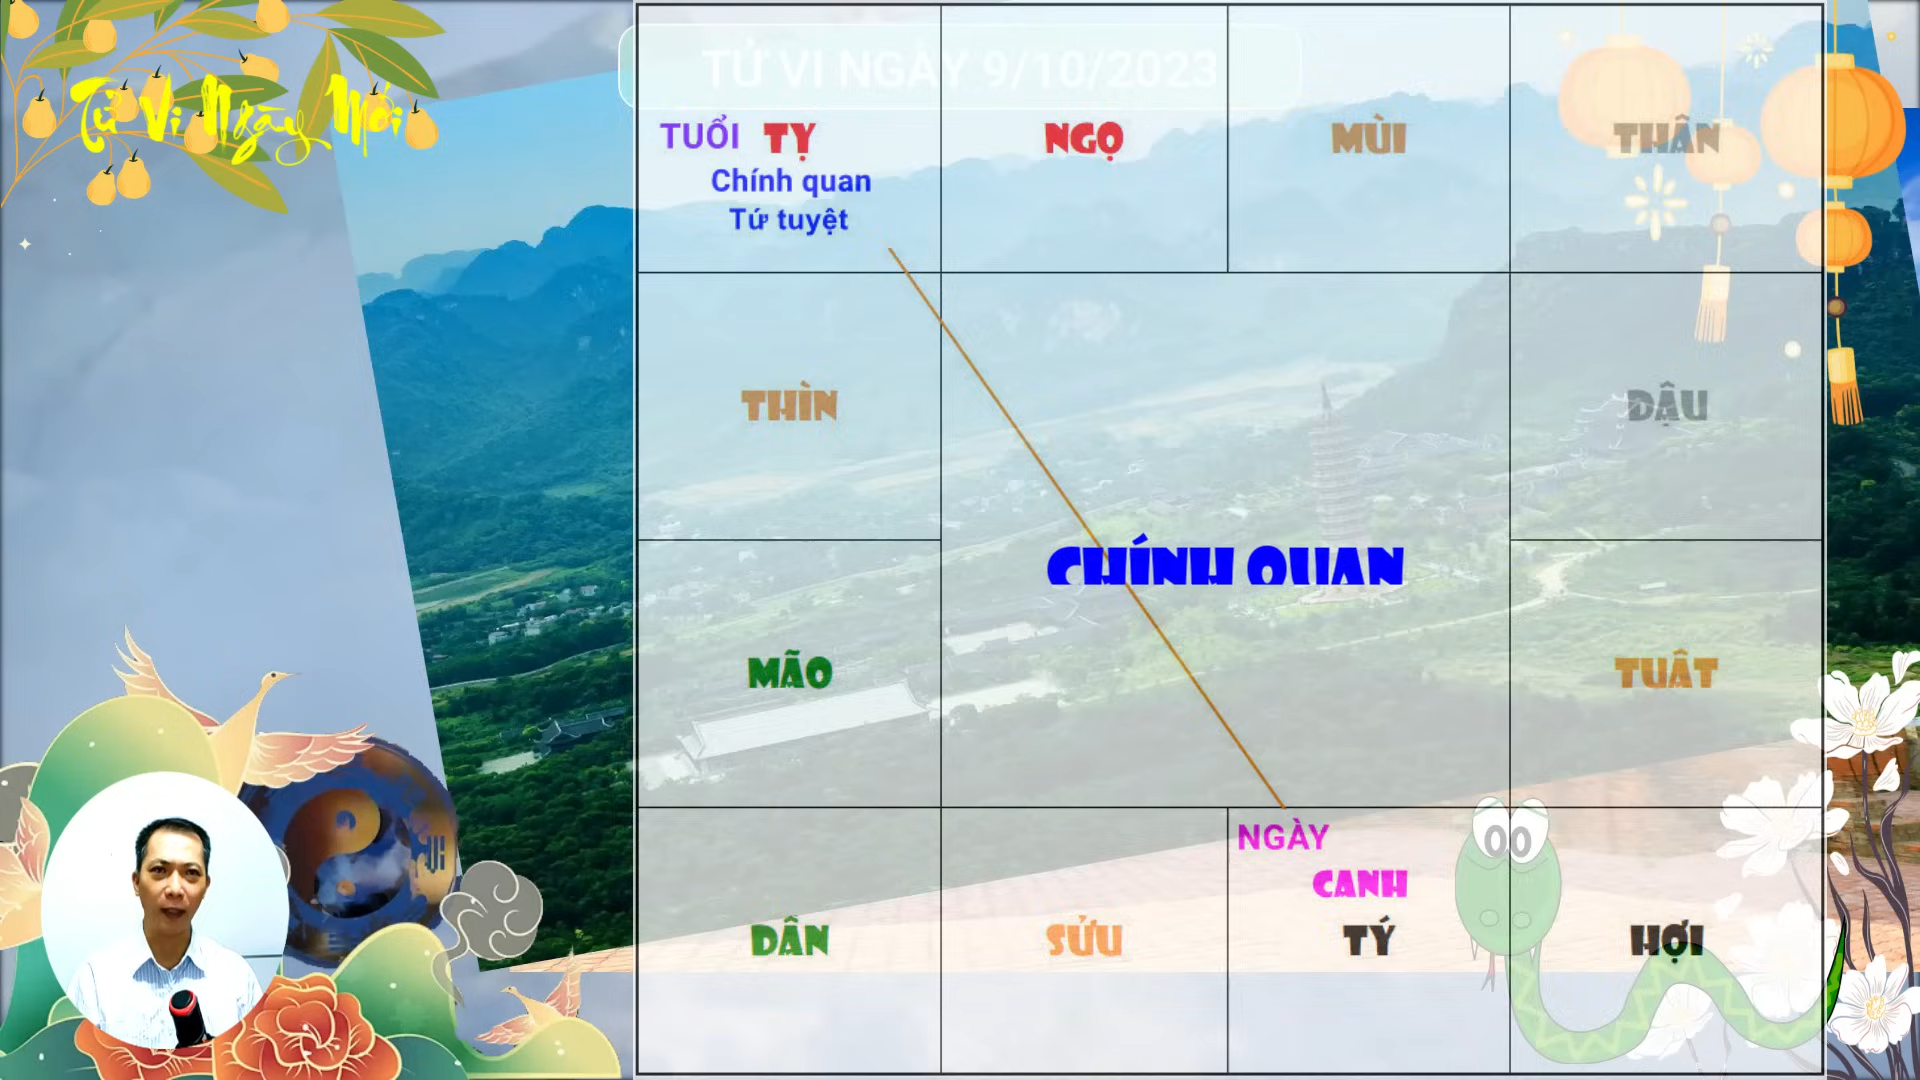 Tử Vi Ngày Mới
TỬ VI NGÀY 9/10/2023
TUỔI TỴ
Chính quan
Tứ tuyệt
NGỌ
MÙI
THÂN
THÌN
DẬU
CHÍNH QUAN
MÃO
TUẤT
NGÀY
CANH
DẦN
SỬU
TÝ
HỢI